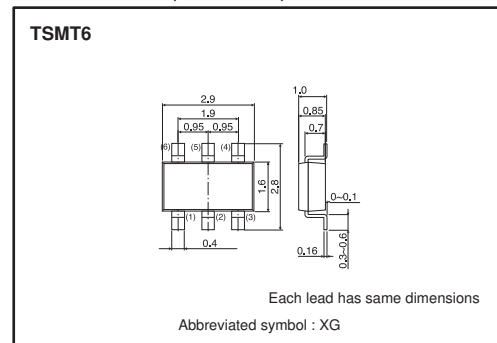 TSMT6
2.9
1.9
0.95 0.95
(6) (5) (4)
1.6
2.8
(1) (2) (3)
0.4
1.0
0.85
0.7
0~0.1
0.16
0.3~0.6
Each lead has same dimensions
Abbreviated symbol : XG